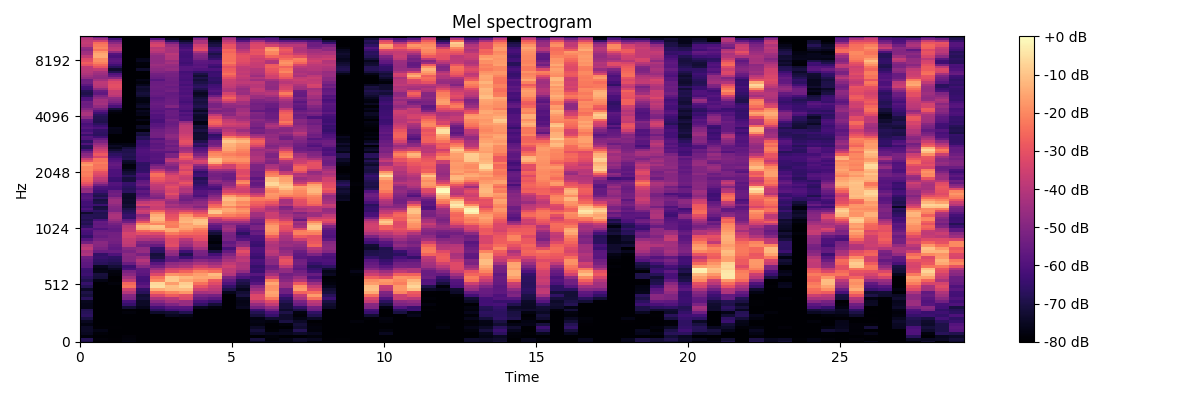 Mel spectrogram
8192
4096
2048
1024
512
0
Hz
0 5 10 15 20 25
Time
+0 dB
-10 dB
-20 dB
-30 dB
-40 dB
-50 dB
-60 dB
-70 dB
-80 dB